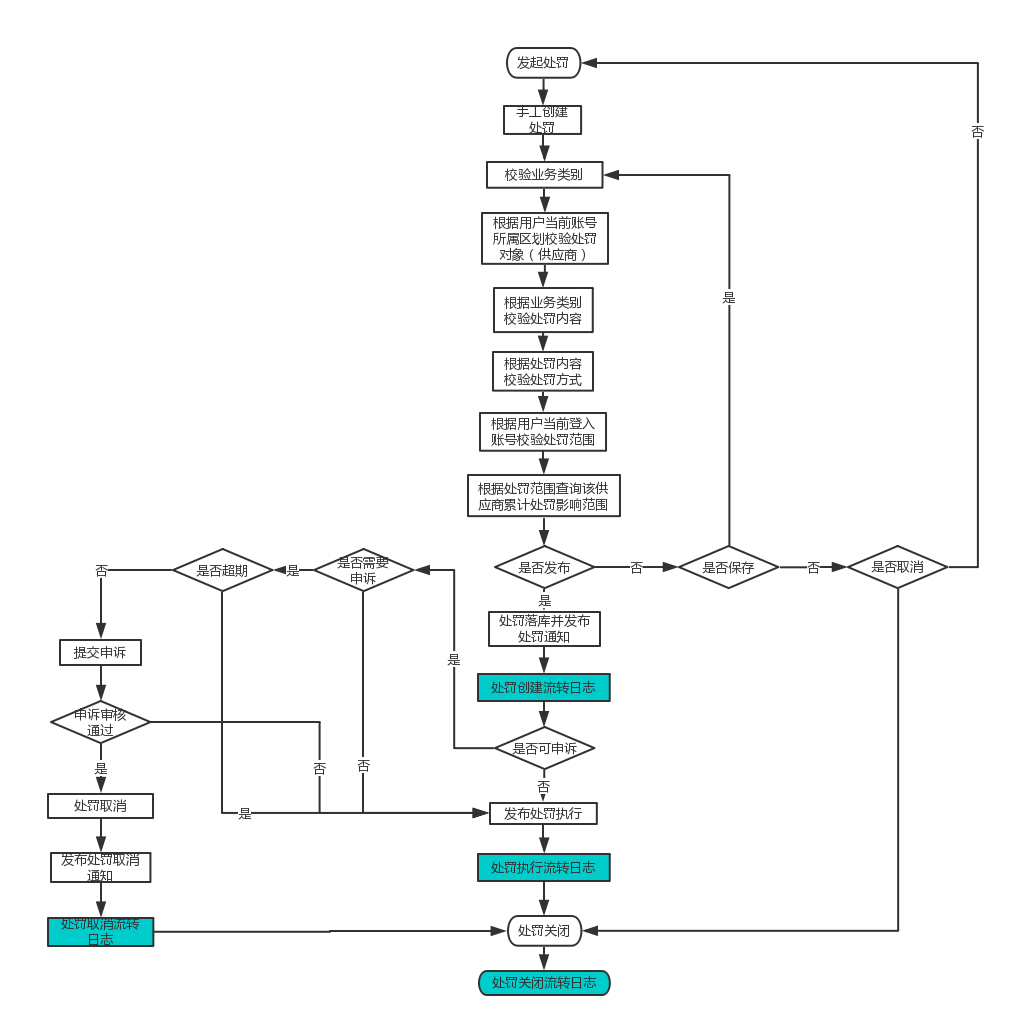 发起处罚
手工创建
处罚
否
校验业务类别
根据用户当前账号
所属区划校验处罚
对象（供应商）
是
根据业务类别
校验处罚内容
根据处罚内容
校验处罚方式
根据用户当前登入
账号校验处罚范围
根据处罚范围查询该供
应商累计处罚影响范围
否
是否超期
是
是否需要
申诉
是否发布
否
是否保存
否
是否取消
是
处罚落库并发布
处罚通知
提交申诉
是
处罚创建流转日志
申诉审核
通过
是否可申诉
是
否
否
否
处罚取消
是
发布处罚执行
发布处罚取消
通知
处罚执行流转日志
处罚取消流转
日志
处罚关闭
处罚关闭流转日志